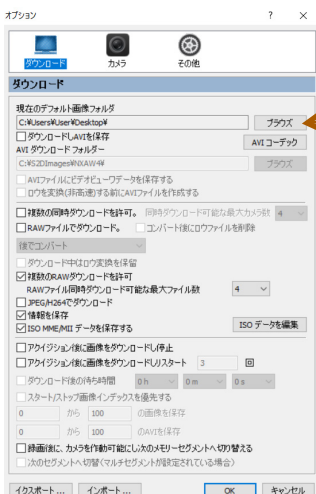 オプション ? ×
ダウンロード カメラ その他
ダウンロード
現在のデフォルト画像フォルダ
C:¥Users¥User¥Desktop¥ ブラウズ
ダウンロードしAVIを保存 AVI コーデック
AVI ダウンロード フォルダー
C:¥S2DImages¥NXAW-4¥ ブラウズ
AVIファイルにビデオビューワデータを保存する
ロウを変換(非高速)する前にAVIファイルを作成する
複数の同時ダウンロードを許可。 同時ダウンロード可能な最大カメラ数 4
RAWファイルでダウンロード。 コンバート後にロウファイルを削除
後でコンバート
ダウンロード中はロウ変換を保留
複数のRAWダウンロードを許可
RAWファイル同時ダウンロード可能な最大ファイル数 4
JPEG/H264でダウンロード
情報を保存
ISO MME/MII データを保存する ISO データを編集
アクイジション後に画像をダウンロードし停止
アクイジション後に画像をダウンロードしリスタート 3 回
ダウンロード後の待ち時間 0 h 0 m 0 s
スタート/ストップ画像インデックスを優先する
0 から 100 の画像を保存
0 から 100 のAVIを保存
録画後に、カメラを作動可能にし次のメモリーセグメントへ切り替える
次のセグメントへ切替(マルチセグメントが設定されている場合)
イクスポート ... インポート ... OK キャンセル